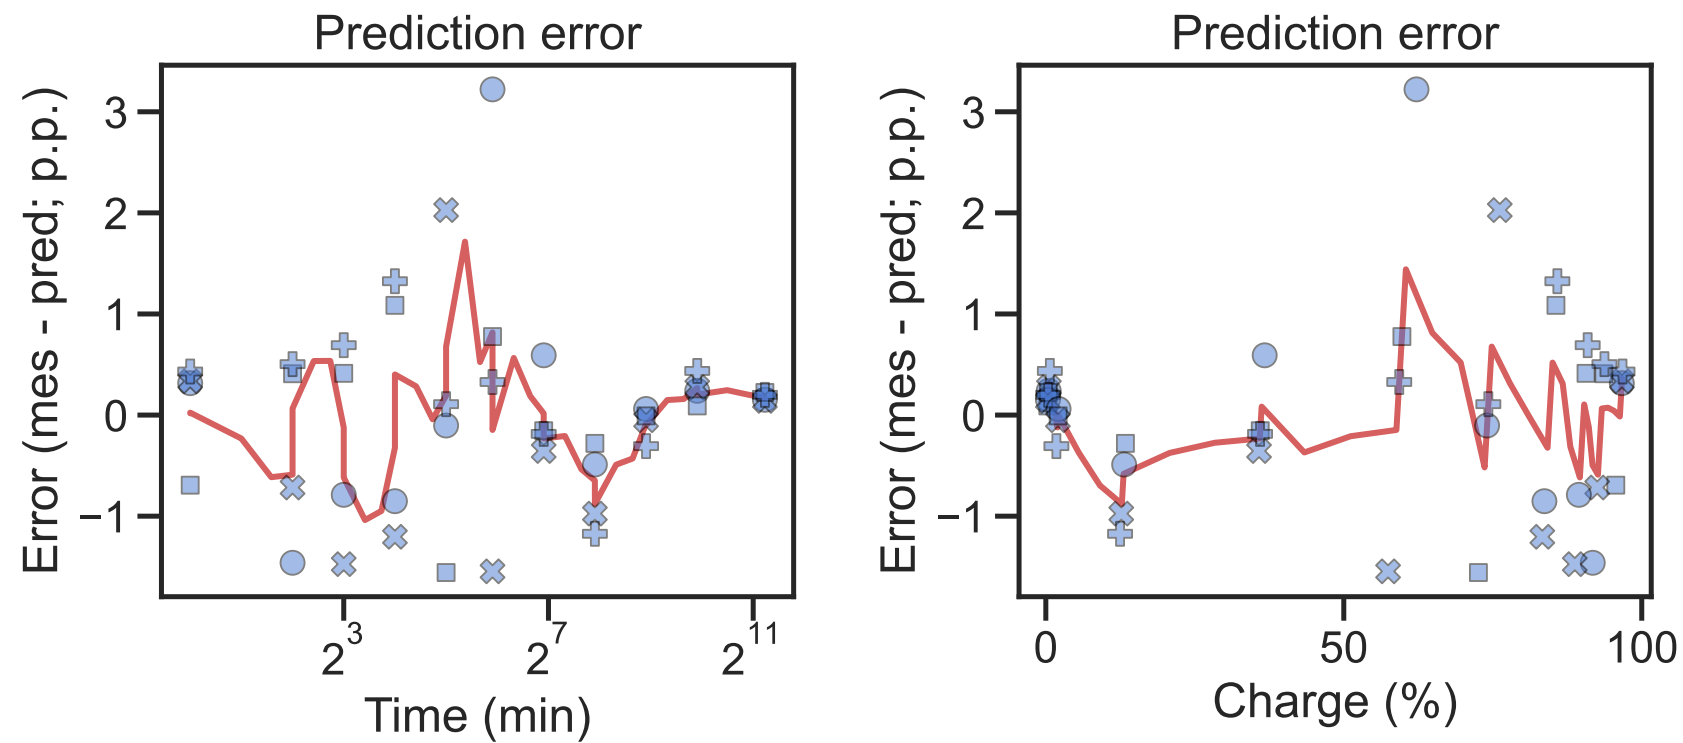 Prediction error
Error (mes - pred; p.p.)
3
2
1
0
−1
2^3
2^7
2^11
Time (min)
Prediction error
Error (mes - pred; p.p.)
3
2
1
0
−1
0
50
100
Charge (%)